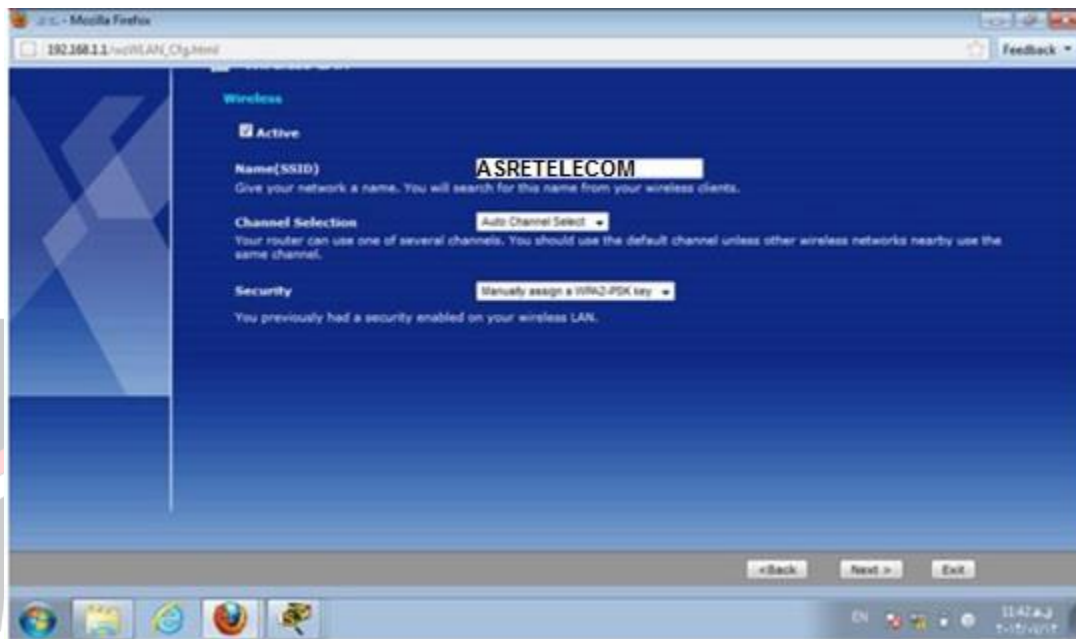 - Mozilla Firefox
192.168.1.1/wzWLAN_Cfg.html
Feedback
Wireless
Active
Name(SSID)
ASRETELECOM
Give your network a name. You will search for this name from your wireless clients.
Channel Selection
Auto Channel Select
Your router can use one of several channels. You should use the default channel unless other wireless networks nearby use the
same channel.
Security
Manually assign a WPA2-PSK key
You previously had a security enabled on your wireless LAN.
<Back
Next >
Exit
EN